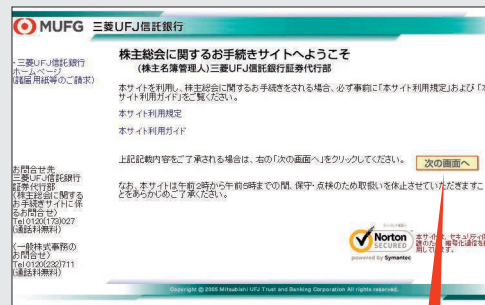 MUFG 三菱UFJ信託銀行
・三菱UFJ信託銀行
ホームページ
(諸届用紙等のご請求)
株主総会に関するお手続きサイトへようこそ
(株主名簿管理人)三菱UFJ信託銀行証券代行部
本サイトを利用し、株主総会に関するお手続きをされる場合、必ず事前に「本サイト利用規定」および「本
サイト利用ガイド」をご覧ください。
本サイト利用規定
本サイト利用ガイド
上記記載内容をご了承される場合は、右の「次の画面へ」をクリックしてください。
次の画面へ
なお、本サイトは午前2時から午前5時までの間、保守・点検のため取扱いを休止させていただきますこ
とをあらかじめご了承ください。
お問合せ先
三菱UFJ信託銀行
証券代行部
(株主総会に関する
お手続きサイトに係
るお問合せ)
Tel 0120(173)027
(通話料無料)
(一般株式事務の
お問合せ)
Tel 0120(232)711
(通話料無料)
Norton
SECURED
powered by Symantec
Copyright © 2005 Mitsubishi UFJ Trust and Banking Corporation All rights reserved.